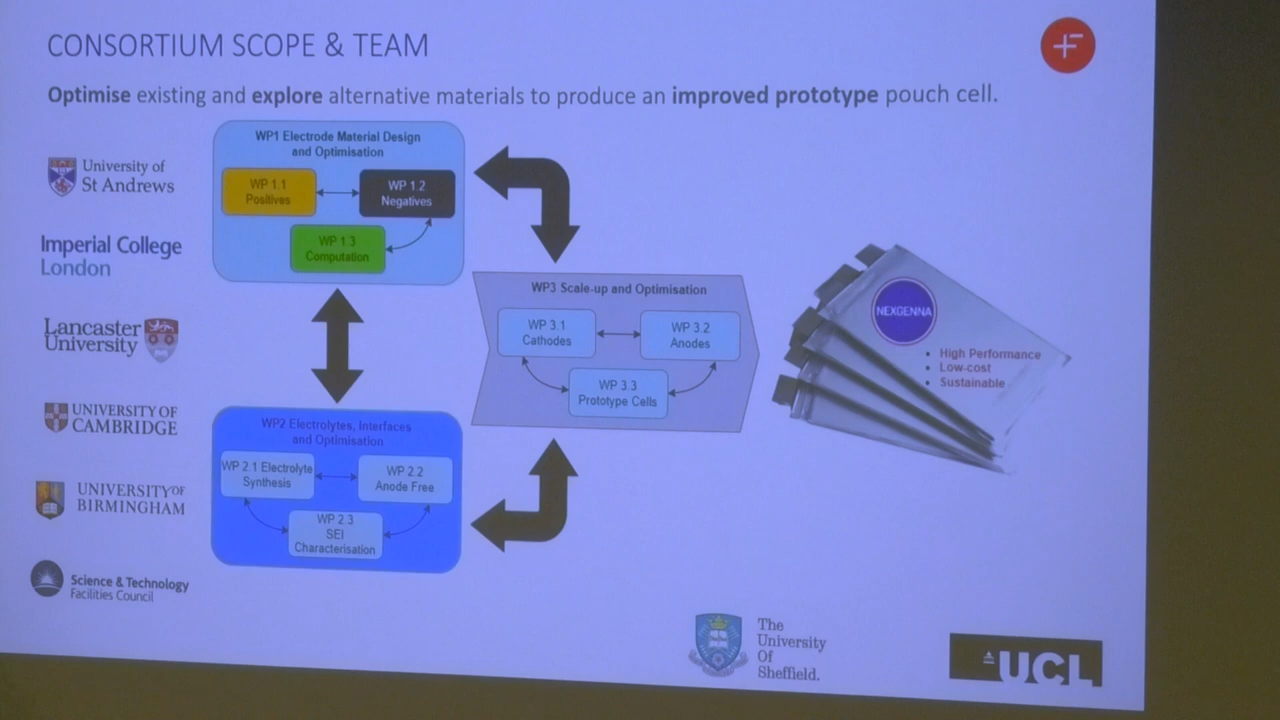 CONSORTIUM SCOPE & TEAM
Optimise existing and explore alternative materials to produce an improved prototype pouch cell.
University of
St Andrews
Imperial College
London
Lancaster
University
UNIVERSITY OF
CAMBRIDGE
UNIVERSITY OF
BIRMINGHAM
Science & Technology
Facilities Council
WP1 Electrode Material Design
and Optimisation
WP 1.1
Positives
WP 1.2
Negatives
WP 1.3
Computation
WP2 Electrolytes, Interfaces
and Optimisation
WP 2.1 Electrolyte
Synthesis
WP 2.2
Anode Free
WP 2.3
SEI
Characterisation
WP3 Scale-up and Optimisation
WP 3.1
Cathodes
WP 3.2
Anodes
WP 3.3
Prototype Cells
NEXGENNA
• High Performance
• Low-cost
• Sustainable
The
University
Of
Sheffield.
UCL